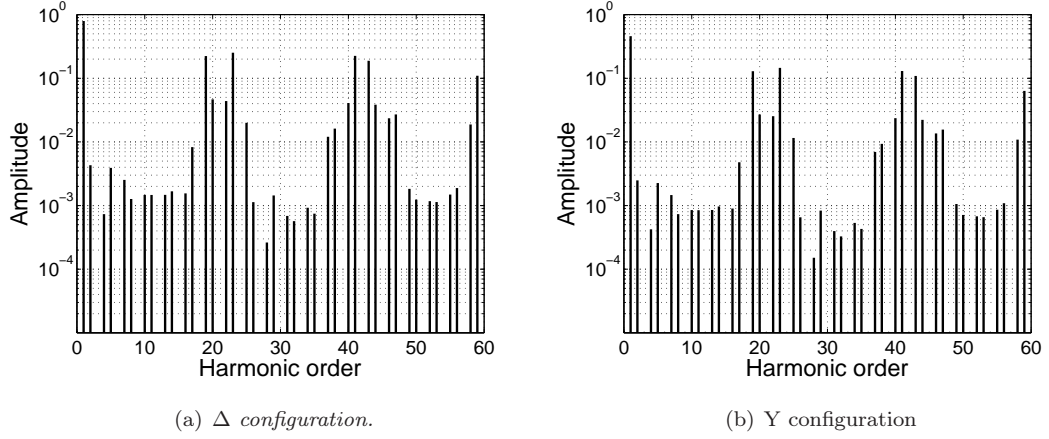 10^0
10^-1
10^-2
10^-3
10^-4
Amplitude
0 10 20 30 40 50 60
Harmonic order
(a) Δ configuration.
10^0
10^-1
10^-2
10^-3
10^-4
Amplitude
0 10 20 30 40 50 60
Harmonic order
(b) Y configuration